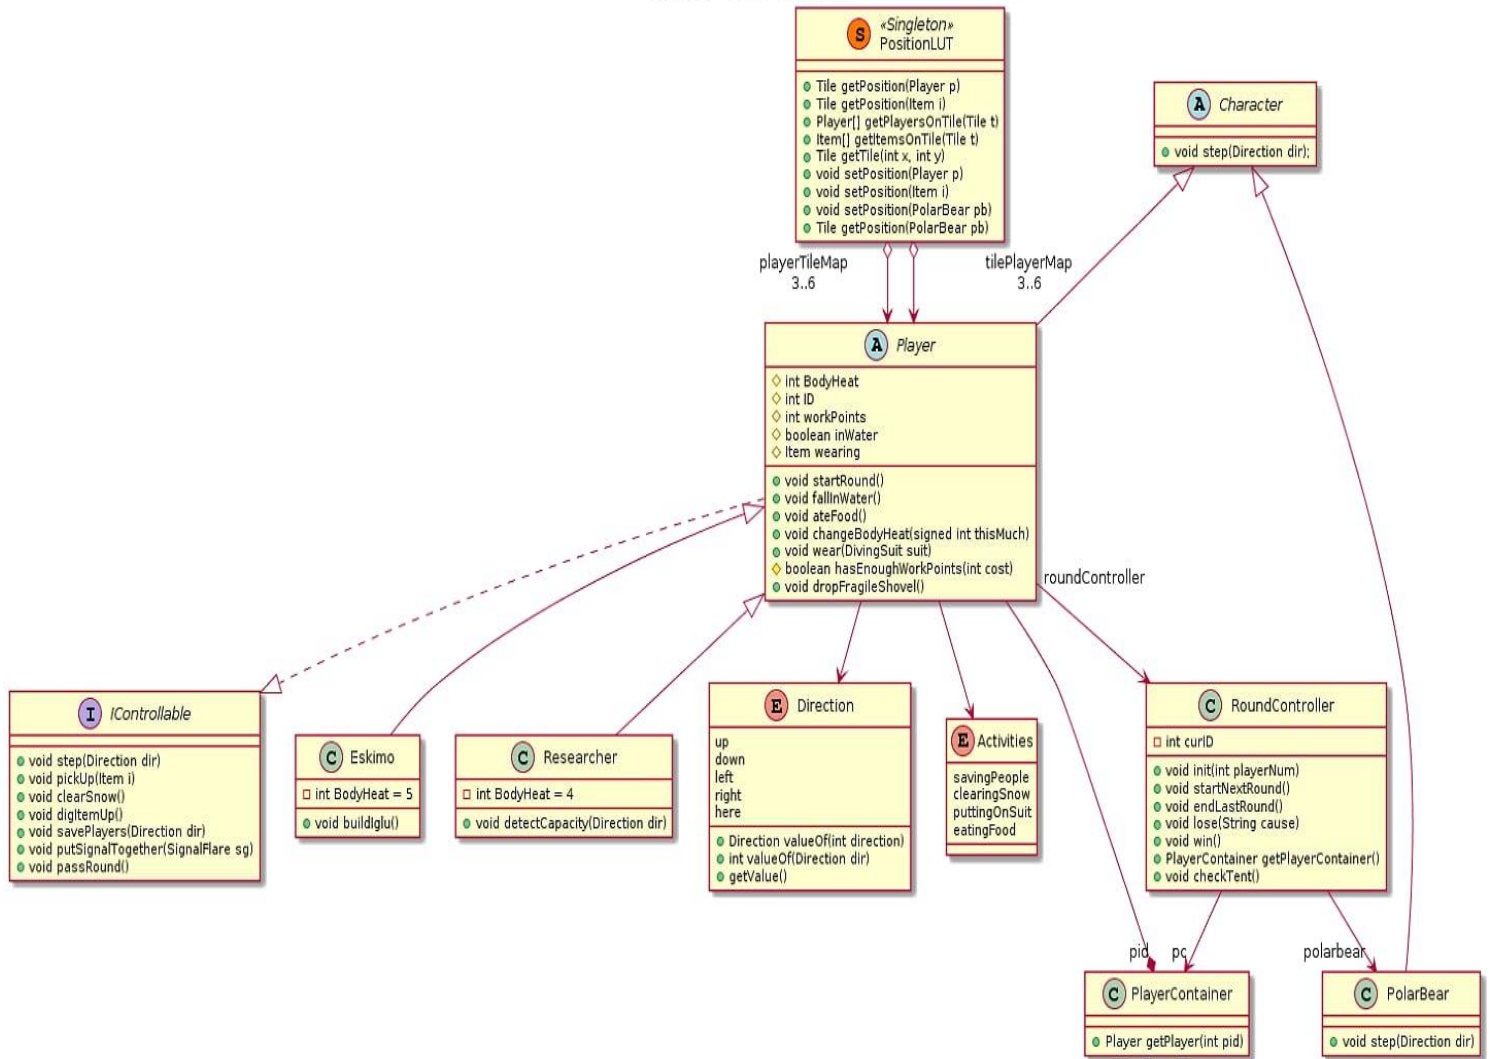 S
«Singleton»
PositionLUT
Tile getPosition(Player p)
Tile getPosition(Item i)
Player[] getPlayersOnTile(Tile t)
Item[] getItemsOnTile(Tile t)
Tile getTile(int x, int y)
void setPosition(Player p)
void setPosition(Item i)
void setPosition(PolarBear pb)
Tile getPosition(PolarBear pb)
A Character
void step(Direction dir);
playerTileMap
3..6
tilePlayerMap
3..6
A Player
int BodyHeat
int ID
int workPoints
boolean inWater
Item wearing
void startRound()
void fallInWater()
void ateFood()
void changeBodyHeat(signed int thisMuch)
void wear(DivingSuit suit)
boolean hasEnoughWorkPoints(int cost)
void dropFragileShovel()
roundController
I IControllable
void step(Direction dir)
void pickUp(Item i)
void clearSnow()
void digItemUp()
void savePlayers(Direction dir)
void putSignalTogether(SignalFlare sg)
void passRound()
C Eskimo
int BodyHeat = 5
void buildIglu()
C Researcher
int BodyHeat = 4
void detectCapacity(Direction dir)
E Direction
up
down
left
right
here
Direction valueOf(int direction)
int valueOf(Direction dir)
getValue()
E Activities
savingPeople
clearingSnow
puttingOnSuit
eatingFood
C RoundController
int curID
void init(int playerNum)
void startNextRound()
void endLastRound()
void lose(String cause)
void win()
PlayerContainer getPlayerContainer()
void checkTent()
pid
pc
polarbear
C PlayerContainer
Player getPlayer(int pid)
C PolarBear
void step(Direction dir)